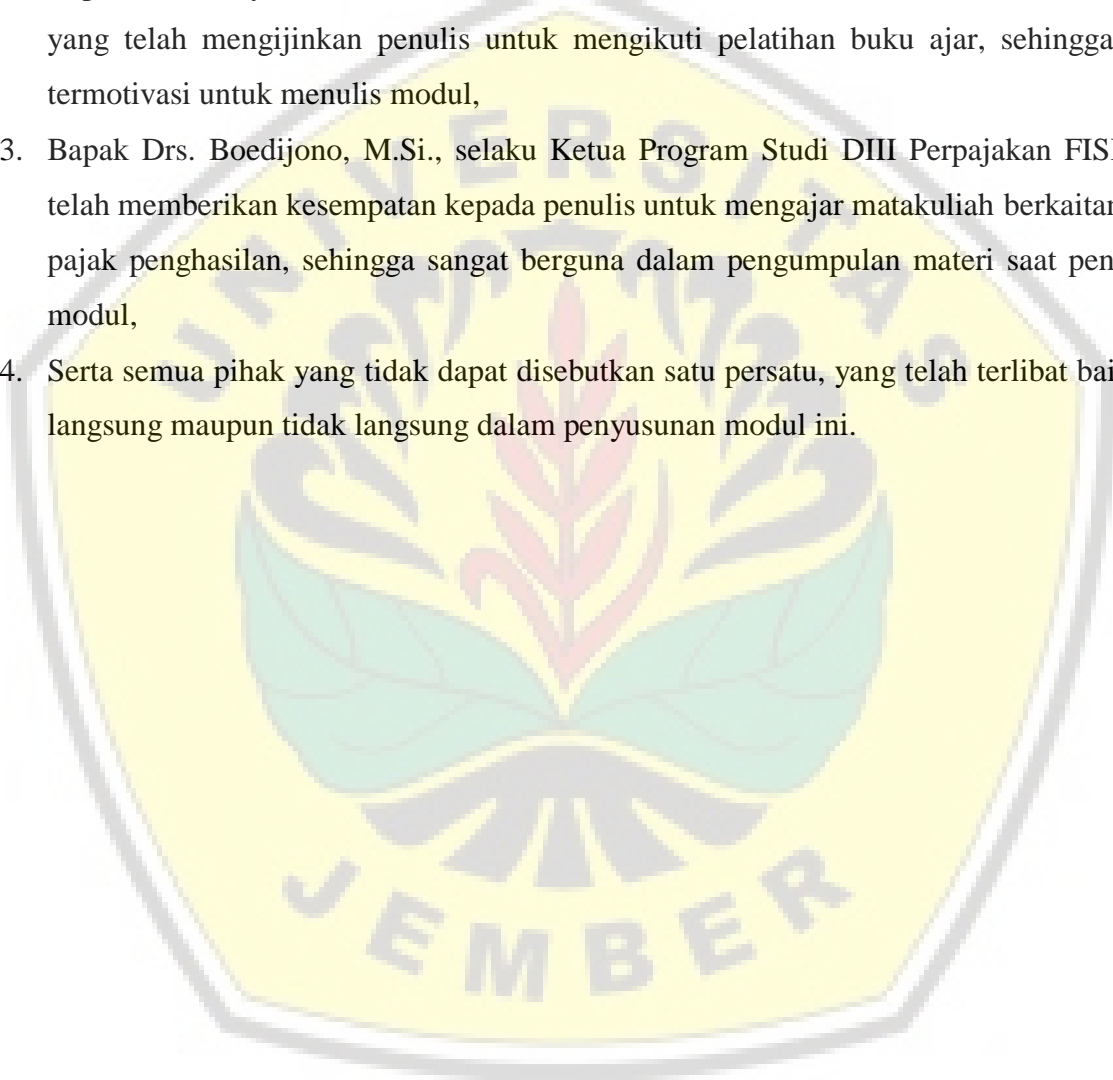 yang telah mengijinkan penulis untuk mengikuti pelatihan buku ajar, sehingga
termotivasi untuk menulis modul,
3. Bapak Drs. Boedijono, M.Si., selaku Ketua Program Studi DIII Perpajakan
telah memberikan kesempatan kepada penulis untuk mengajar matakuliah berkaitan
pajak penghasilan, sehingga sangat berguna dalam pengumpulan materi saat
modul,
4. Serta semua pihak yang tidak dapat disebutkan satu persatu, yang telah terlibat
langsung maupun tidak langsung dalam penyusunan modul ini.
UNIVERSITAS
JEMBER